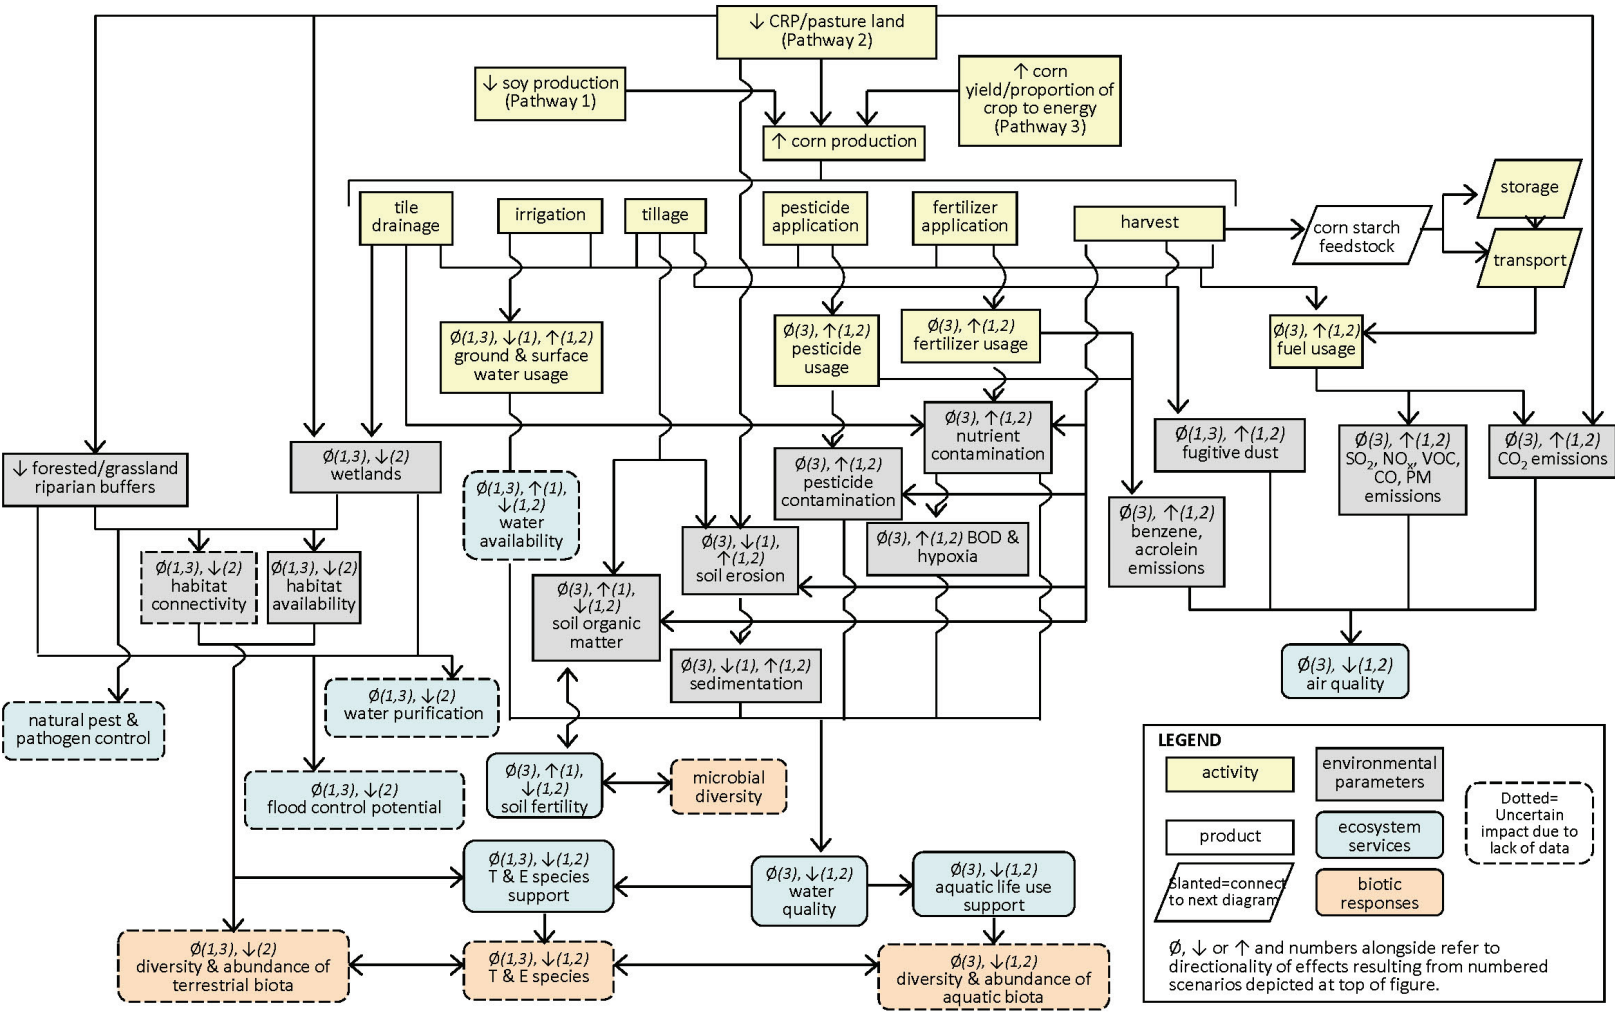 ↓ CRP/pasture land
(Pathway 2)
↓ soy production
(Pathway 1)
↑ corn
yield/proportion of
crop to energy
(Pathway 3)
↑ corn production
tile
drainage
irrigation
tillage
pesticide
application
fertilizer
application
harvest
corn starch
feedstock
storage
transport
Ø(1,3), ↓(1), ↑(1,2)
ground & surface
water usage
Ø(3), ↑(1,2)
pesticide
usage
Ø(3), ↑(1,2)
fertilizer usage
Ø(3), ↑(1,2)
fuel usage
↓ forested/grassland
riparian buffers
Ø(1,3), ↓(2)
wetlands
Ø(1,3), ↑(1),
↓(1,2)
water
availability
Ø(3), ↑(1,2)
pesticide
contamination
Ø(3), ↑(1,2)
nutrient
contamination
Ø(1,3), ↑(1,2)
fugitive dust
Ø(3), ↑(1,2)
SO₂, NOₓ, VOC,
CO, PM
emissions
Ø(3), ↑(1,2)
CO₂ emissions
Ø(1,3), ↓(2)
habitat
connectivity
Ø(1,3), ↓(2)
habitat
availability
Ø(3), ↑(1),
↓(1,2)
soil organic
matter
Ø(3), ↓(1),
↑(1,2)
soil erosion
Ø(3), ↑(1,2) BOD &
hypoxia
Ø(3), ↑(1,2)
benzene,
acrolein
emissions
Ø(3), ↓(1), ↑(1,2)
sedimentation
Ø(3), ↓(1,2)
air quality
natural pest &
pathogen control
Ø(1,3), ↓(2)
water purification
Ø(1,3), ↓(2)
flood control potential
Ø(3), ↑(1),
↓(1,2)
soil fertility
microbial
diversity
Ø(1,3), ↓(1,2)
T & E species
support
Ø(3), ↓(1,2)
water
quality
Ø(3), ↓(1,2)
aquatic life use
support
Ø(1,3), ↓(2)
diversity & abundance of
terrestrial biota
Ø(1,3), ↓(1,2)
T & E species
Ø(3), ↓(1,2)
diversity & abundance of
aquatic biota
LEGEND
activity
environmental
parameters
product
ecosystem
services
Dotted=
Uncertain
impact due to
lack of data
Slanted=connect
to next diagram
biotic
responses
Ø, ↓ or ↑ and numbers alongside refer to
directionality of effects resulting from numbered
scenarios depicted at top of figure.